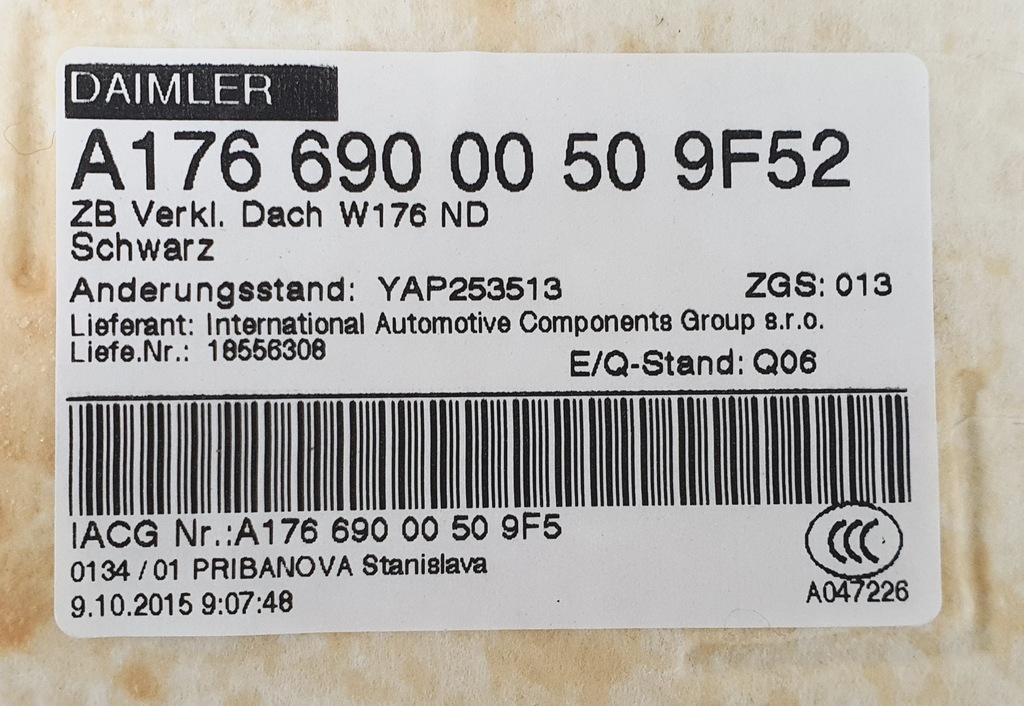 DAIMLER
A176 690 00 50 9F52
ZB Verkl. Dach W176 ND
Schwarz
Anderungsstand: YAP253513 ZGS: 013
Lieferant: International Automotive Components Group s.r.o.
Liefe.Nr.: 18556308
E/Q-Stand: Q06
IACG Nr.:A176 690 00 50 9F5
CCC
0134 / 01 PRIBANOVA Stanislava
A047226
9.10.2015 9:07:48